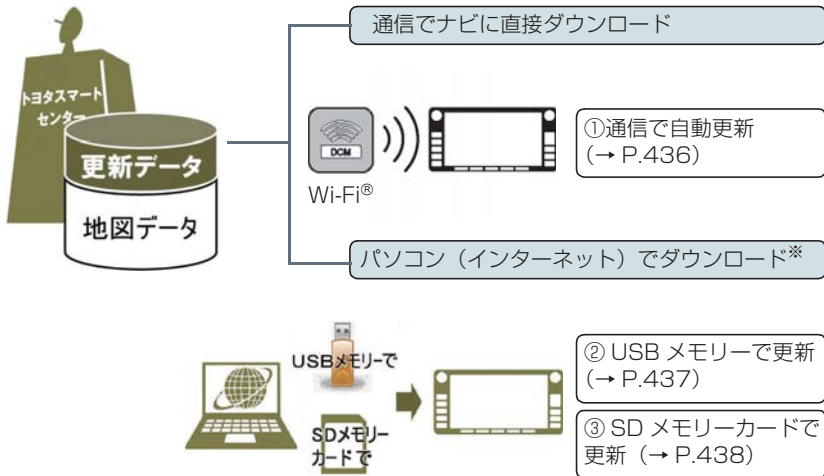 通信でナビに直接ダウンロード
トヨタスマート
センター
更新データ
地図データ
DCM
Wi-Fi®
①通信で自動更新
(→ P.436)
パソコン（インターネット）でダウンロード※
USBメモリーで
SDメモリー
カードで
② USB メモリーで更新
(→ P.437)
③ SD メモリーカードで
更新（→ P.438）